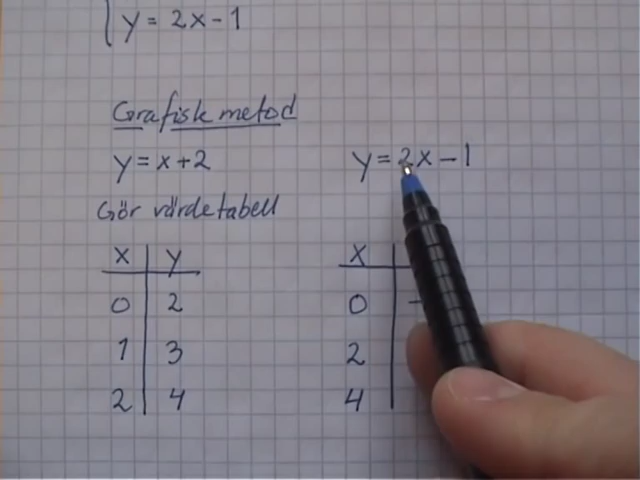 y = 2x - 1
Grafisk metod
y = x + 2 y = 2x - 1
Gör värdetabell
x y x
0 2 0 -
1 3 2
2 4 4